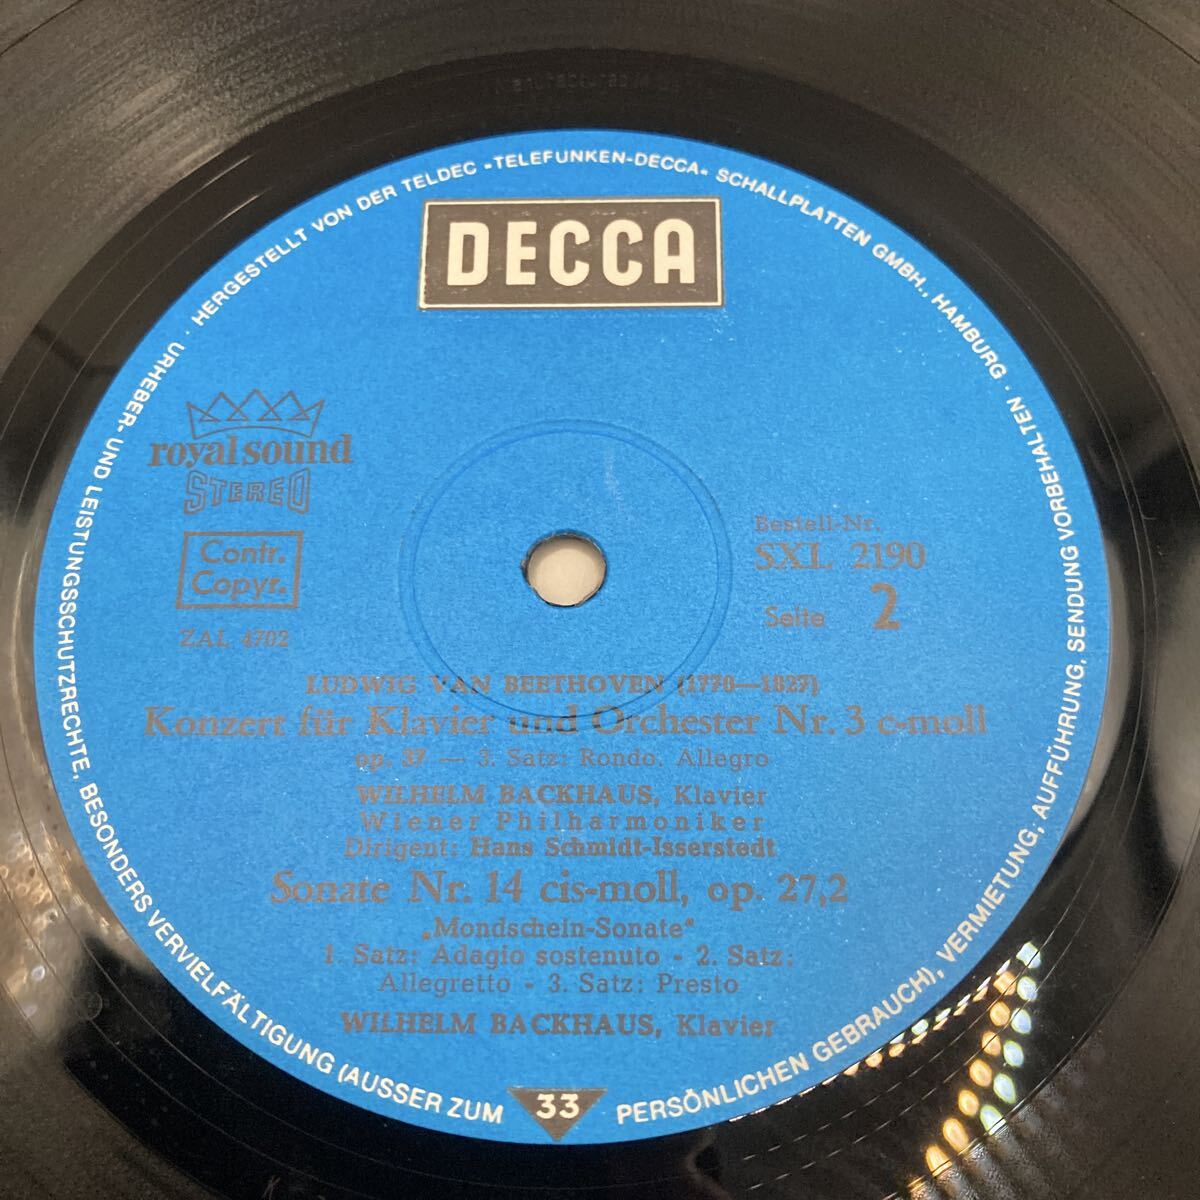 HERGESTELLT VON DER TELDEC »TELEFUNKEN-DECCA« SCHALLPLATTEN GMBH., HAMBURG · URHEBER- UND LEISTUNGSSCHUTZRECHTE, BESONDERS VERVIELFÄLTIGUNG (AUSSER ZUM PERSÖNLICHEN GEBRAUCH), VERMIETUNG, AUFFÜHRUNG, SENDUNG VORBEHALTEN ·
DECCA
royal sound
STEREO
Contr.
Copyr.
ZAL 4702
Bestell-Nr.
SXL 2190
Seite 2
LUDWIG VAN BEETHOVEN (1770—1827)
Konzert für Klavier und Orchester Nr. 3 c-moll
op. 37 — 3. Satz: Rondo. Allegro
WILHELM BACKHAUS, Klavier
Wiener Philharmoniker
Dirigent: Hans Schmidt-Isserstedt
Sonate Nr. 14 cis-moll, op. 27,2
„Mondschein-Sonate“
1. Satz: Adagio sostenuto - 2. Satz:
Allegretto - 3. Satz: Presto
WILHELM BACKHAUS, Klavier
33